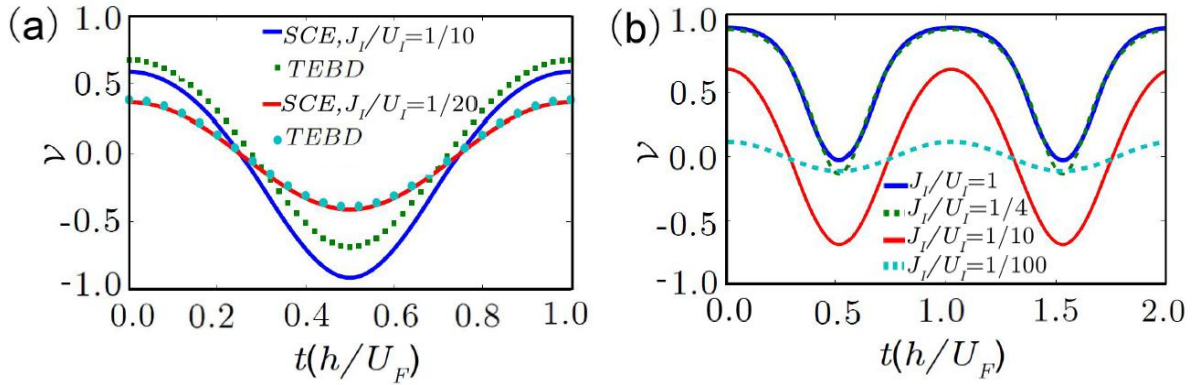 (a)
1.0
0.5
0.0
-0.5
-1.0
𝒱
SCE, J_I/U_I=1/10
TEBD
SCE, J_I/U_I=1/20
TEBD
0.0 0.2 0.4 0.6 0.8 1.0
t(h/U_F)
(b)
1.0
0.5
0.0
-0.5
-1.0
𝒱
J_I/U_I=1
J_I/U_I=1/4
J_I/U_I=1/10
J_I/U_I=1/100
0.0 0.5 1.0 1.5 2.0
t(h/U_F)